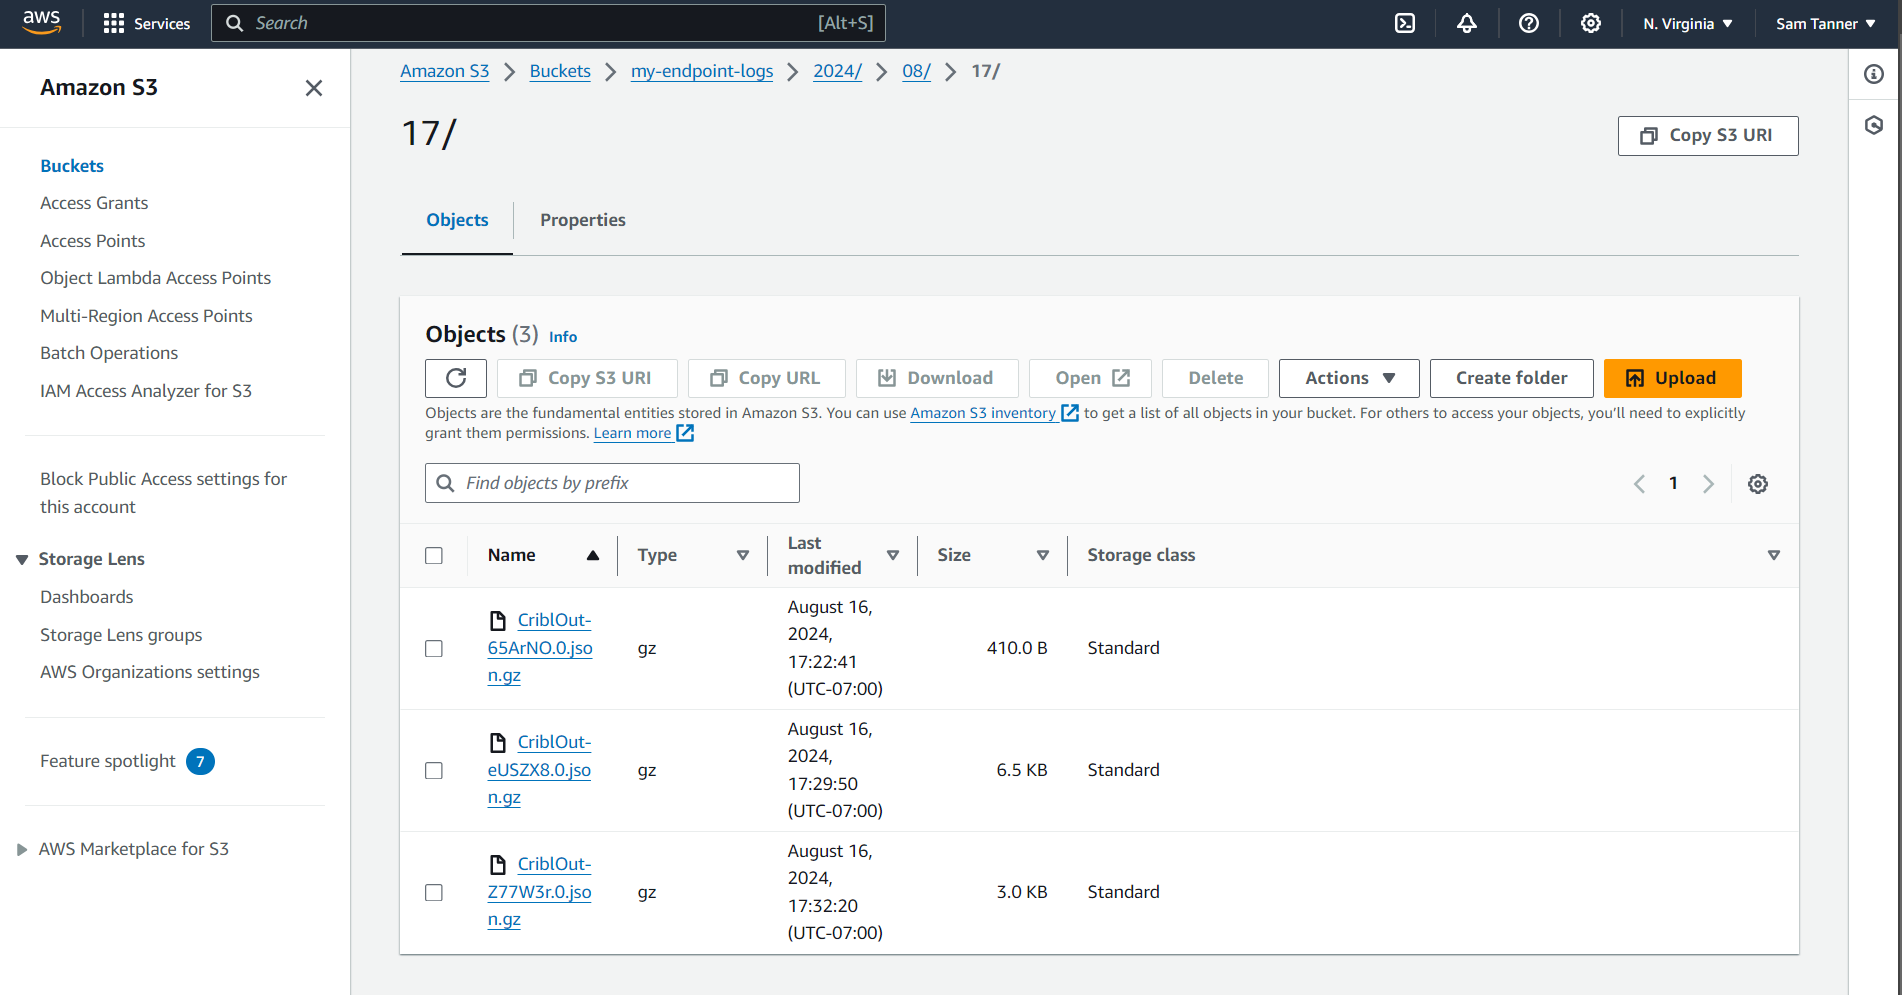 aws
Services
Search
[Alt+S]
N. Virginia
Sam Tanner
Amazon S3
Buckets
Access Grants
Access Points
Object Lambda Access Points
Multi-Region Access Points
Batch Operations
IAM Access Analyzer for S3
Block Public Access settings for
this account
Storage Lens
Dashboards
Storage Lens groups
AWS Organizations settings
Feature spotlight 7
AWS Marketplace for S3
Amazon S3 Buckets my-endpoint-logs 2024/ 08/ 17/
17/
Copy S3 URI
Objects
Properties
Objects (3) Info
Copy S3 URI
Copy URL
Download
Open
Delete
Actions
Create folder
Upload
Objects are the fundamental entities stored in Amazon S3. You can use Amazon S3 inventory to get a list of all objects in your bucket. For others to access your objects, you'll need to explicitly
grant them permissions. Learn more
Find objects by prefix
1
Name
Type
Last
modified
Size
Storage class
CriblOut-
65ArNO.0.jso
n.gz
gz
August 16,
2024,
17:22:41
(UTC-07:00)
410.0 B
Standard
CriblOut-
eUSZX8.0.jso
n.gz
gz
August 16,
2024,
17:29:50
(UTC-07:00)
6.5 KB
Standard
CriblOut-
Z77W3r.0.jso
n.gz
gz
August 16,
2024,
17:32:20
(UTC-07:00)
3.0 KB
Standard